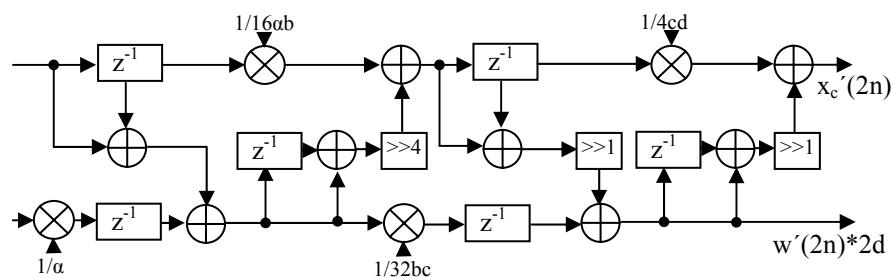 1/16αb
1/4cd
z⁻¹
z⁻¹
x_c´(2n)
z⁻¹
>>4
>>1
z⁻¹
>>1
z⁻¹
z⁻¹
1/α
1/32bc
w´(2n)*2d